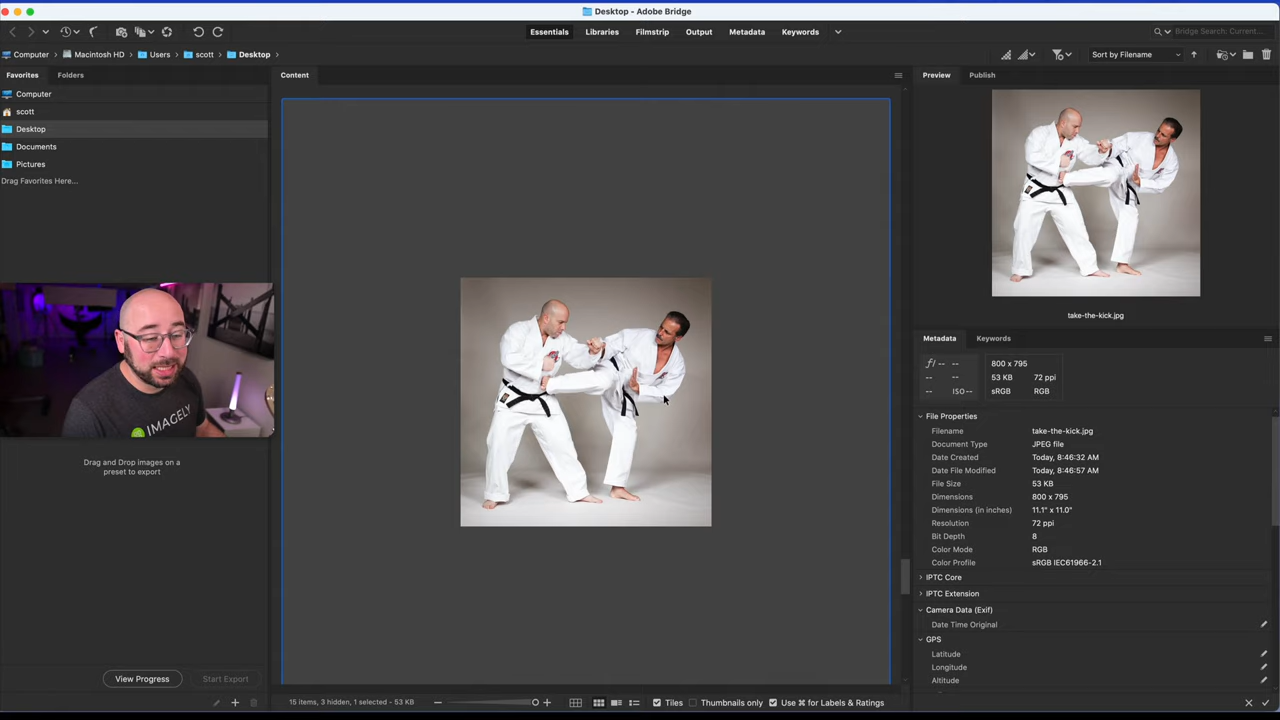 Desktop - Adobe Bridge
Essentials Libraries Filmstrip Output Metadata Keywords
Bridge Search: Current...
Computer Macintosh HD Users scott Desktop
Sort by Filename
Favorites Folders
Computer
scott
Desktop
Documents
Pictures
Drag Favorites Here...
IMAGELY
Drag and Drop images on a
preset to export
View Progress Start Export
Content
15 items, 3 hidden, 1 selected - 53 KB
Tiles Thumbnails only Use ⌘ for Labels & Ratings
Preview Publish
take-the-kick.jpg
Metadata Keywords
ƒ/ -- --
-- --
-- ISO --
800 x 795
53 KB 72 ppi
sRGB RGB
File Properties
Filename take-the-kick.jpg
Document Type JPEG file
Date Created Today, 8:46:32 AM
Date File Modified Today, 8:46:57 AM
File Size 53 KB
Dimensions 800 x 795
Dimensions (in inches) 11.1" x 11.0"
Resolution 72 ppi
Bit Depth 8
Color Mode RGB
Color Profile sRGB IEC61966-2.1
IPTC Core
IPTC Extension
Camera Data (Exif)
Date Time Original
GPS
Latitude
Longitude
Altitude